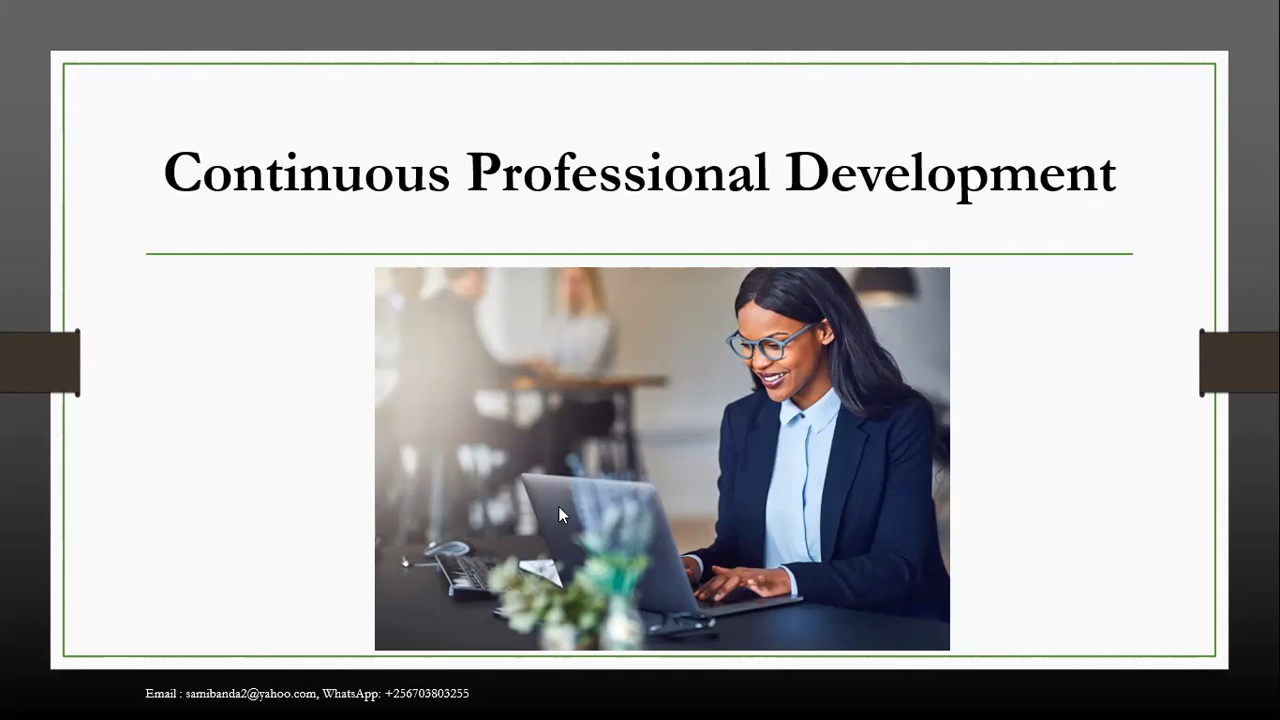 Continuous Professional Development
Email : samibanda2@yahoo.com, WhatsApp: +256703803255